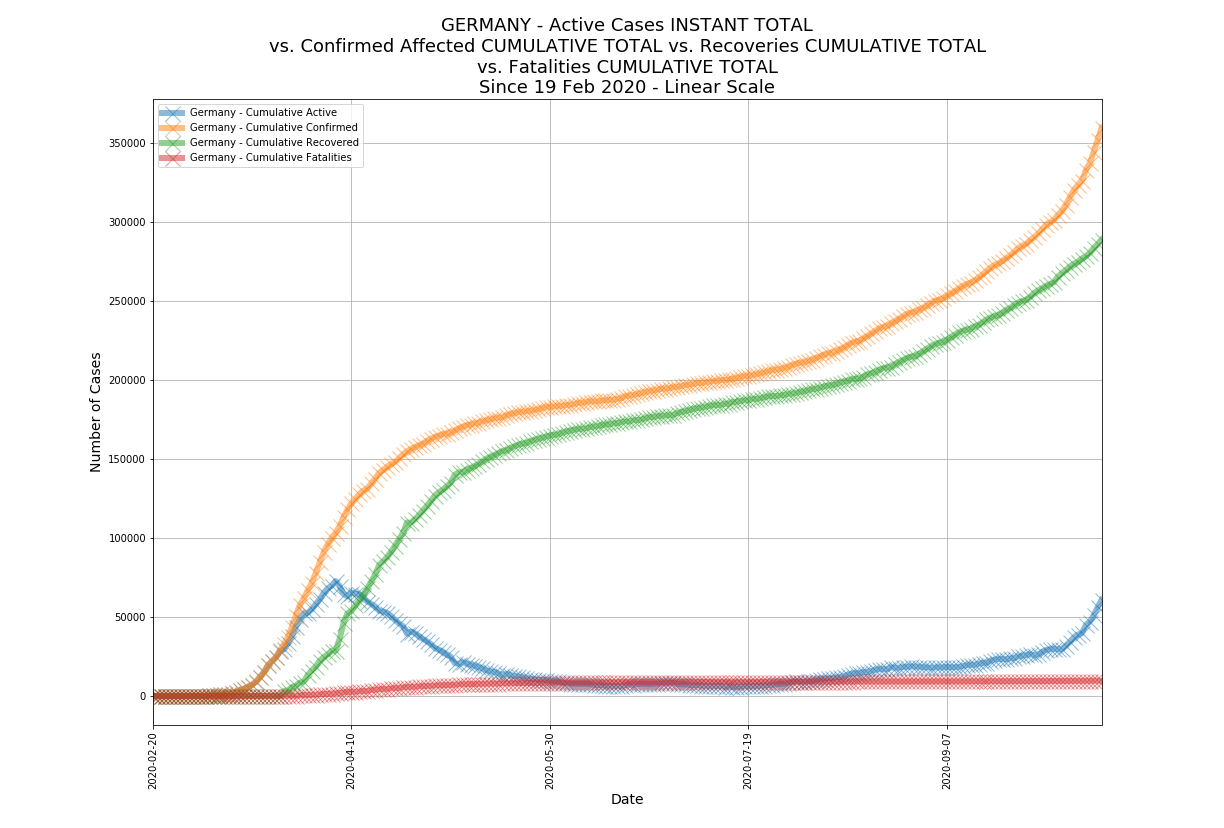 GERMANY - Active Cases INSTANT TOTAL
vs. Confirmed Affected CUMULATIVE TOTAL vs. Recoveries CUMULATIVE TOTAL
vs. Fatalities CUMULATIVE TOTAL
Since 19 Feb 2020 - Linear Scale
Germany - Cumulative Active
Germany - Cumulative Confirmed
Germany - Cumulative Recovered
Germany - Cumulative Fatalities
350000
300000
250000
200000
150000
100000
50000
0
Number of Cases
2020-02-20
2020-04-10
2020-05-30
2020-07-19
2020-09-07
Date